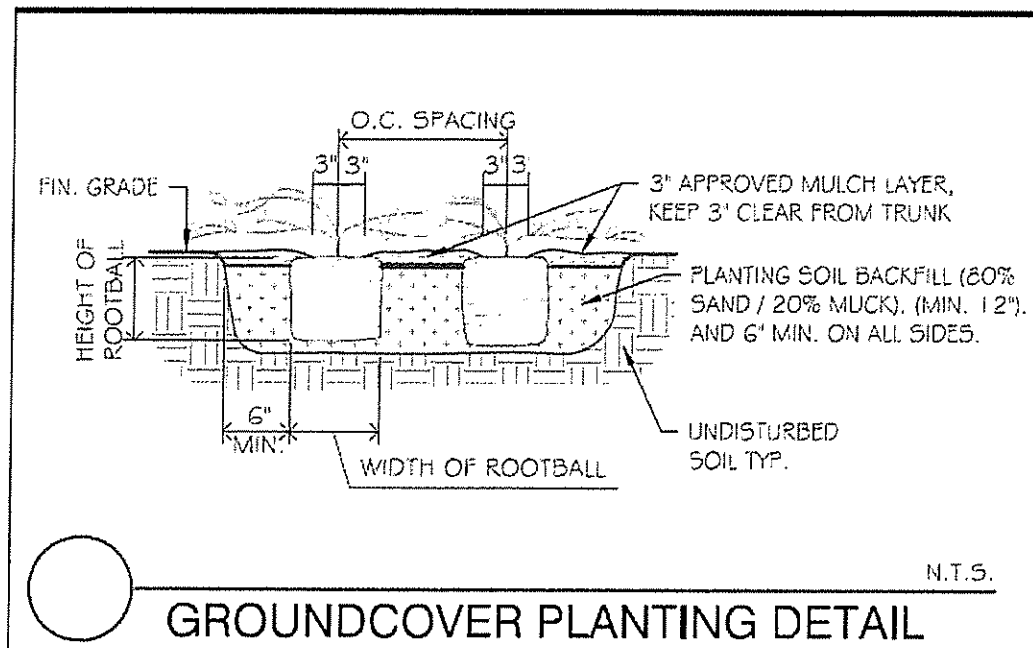 O.C. SPACING
3" 3"
3" 3"
FIN. GRADE
3" APPROVED MULCH LAYER,
KEEP 3" CLEAR FROM TRUNK
HEIGHT OF
ROOTBALL
PLANTING SOIL BACKFILL (80%
SAND / 20% MUCK). (MIN. 12").
AND 6" MIN. ON ALL SIDES.
6"
MIN.
WIDTH OF ROOTBALL
UNDISTURBED
SOIL TYP.
N.T.S.
GROUNDCOVER PLANTING DETAIL